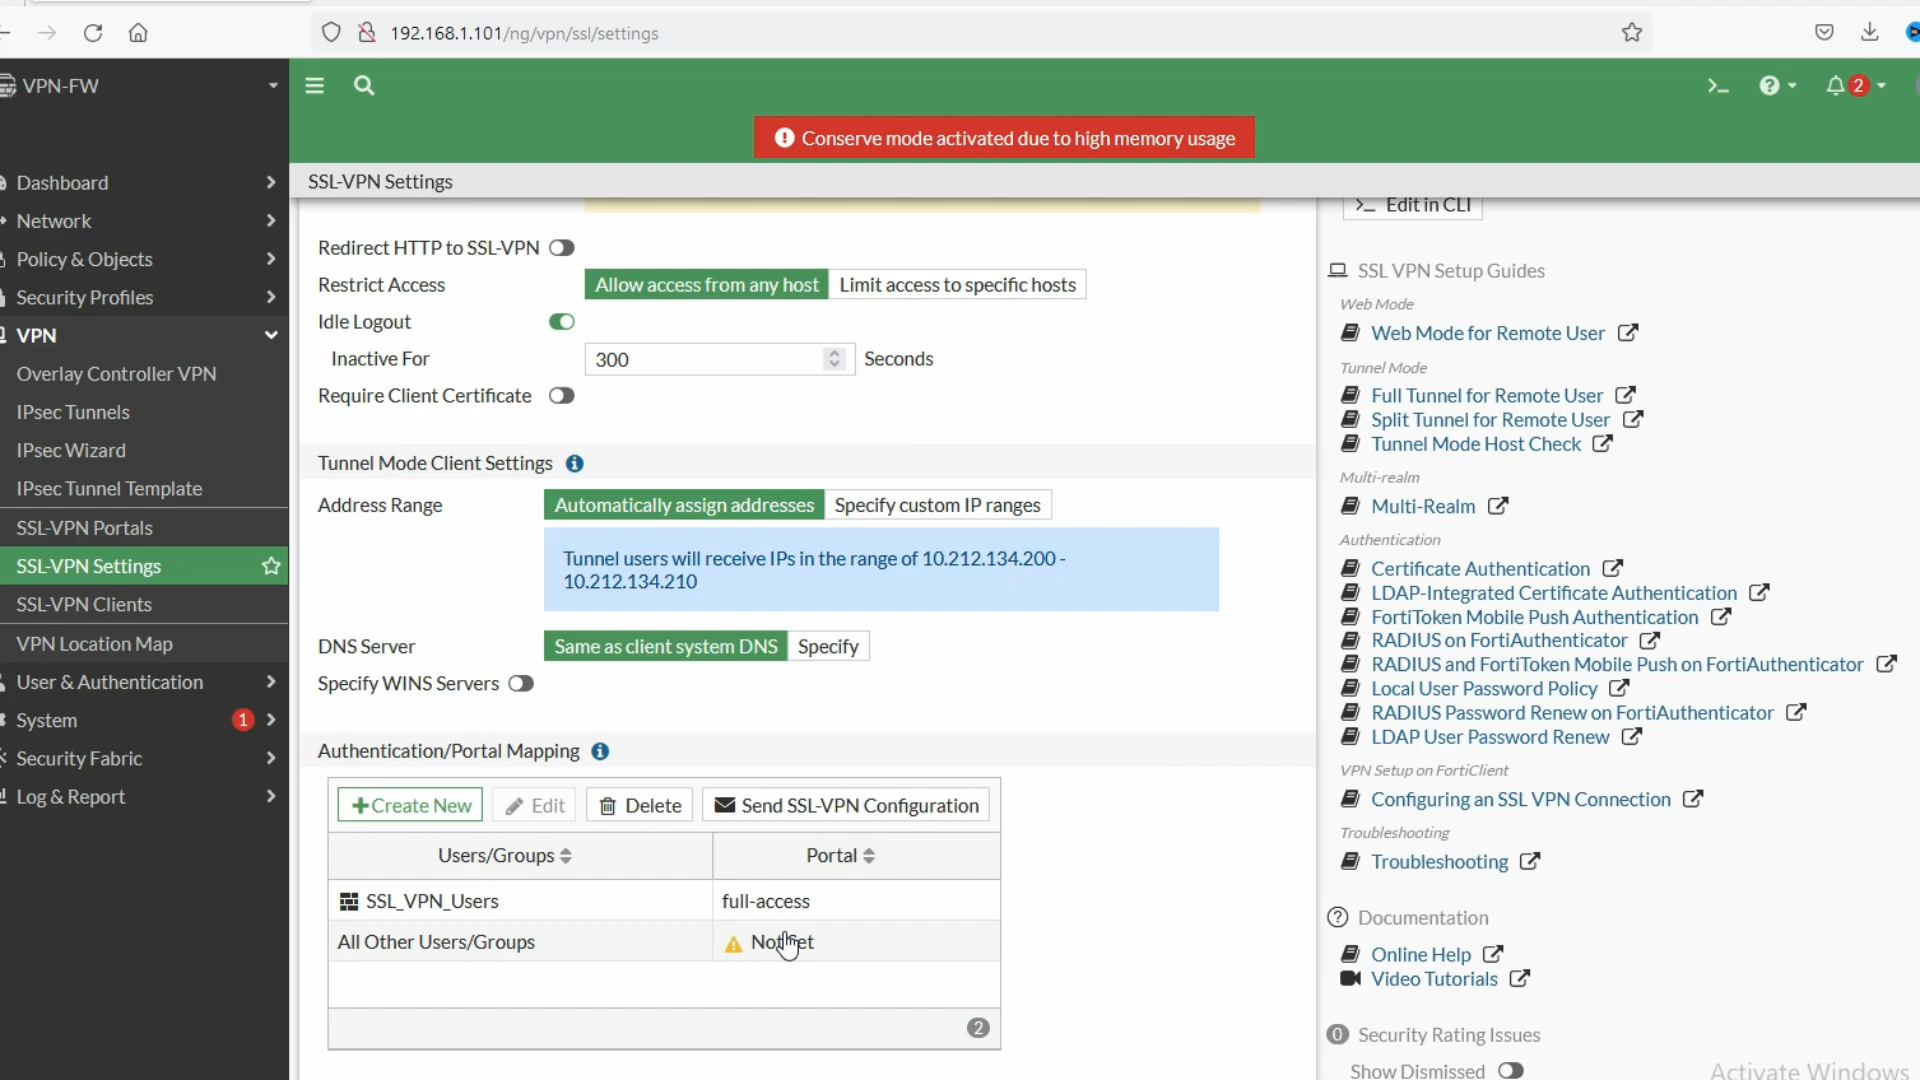 192.168.1.101/ng/vpn/ssl/settings
VPN-FW
2
Conserve mode activated due to high memory usage
Dashboard
Network
Policy & Objects
Security Profiles
VPN
Overlay Controller VPN
IPsec Tunnels
IPsec Wizard
IPsec Tunnel Template
SSL-VPN Portals
SSL-VPN Settings
SSL-VPN Clients
VPN Location Map
User & Authentication
System 1
Security Fabric
Log & Report
SSL-VPN Settings
Redirect HTTP to SSL-VPN
Restrict Access Allow access from any host Limit access to specific hosts
Idle Logout
Inactive For 300 Seconds
Require Client Certificate
Tunnel Mode Client Settings
Address Range Automatically assign addresses Specify custom IP ranges
Tunnel users will receive IPs in the range of 10.212.134.200 -
10.212.134.210
DNS Server Same as client system DNS Specify
Specify WINS Servers
Authentication/Portal Mapping
Create New Edit Delete Send SSL-VPN Configuration
Users/Groups Portal
SSL_VPN_Users full-access
All Other Users/Groups
2
>_ Edit in CLI
SSL VPN Setup Guides
Web Mode
Web Mode for Remote User
Tunnel Mode
Full Tunnel for Remote User
Split Tunnel for Remote User
Tunnel Mode Host Check
Multi-realm
Multi-Realm
Authentication
Certificate Authentication
LDAP-Integrated Certificate Authentication
FortiToken Mobile Push Authentication
RADIUS on FortiAuthenticator
RADIUS and FortiToken Mobile Push on FortiAuthenticator
Local User Password Policy
RADIUS Password Renew on FortiAuthenticator
LDAP User Password Renew
VPN Setup on FortiClient
Configuring an SSL VPN Connection
Troubleshooting
Troubleshooting
Documentation
Online Help
Video Tutorials
0 Security Rating Issues
Show Dismissed
Activate Windows